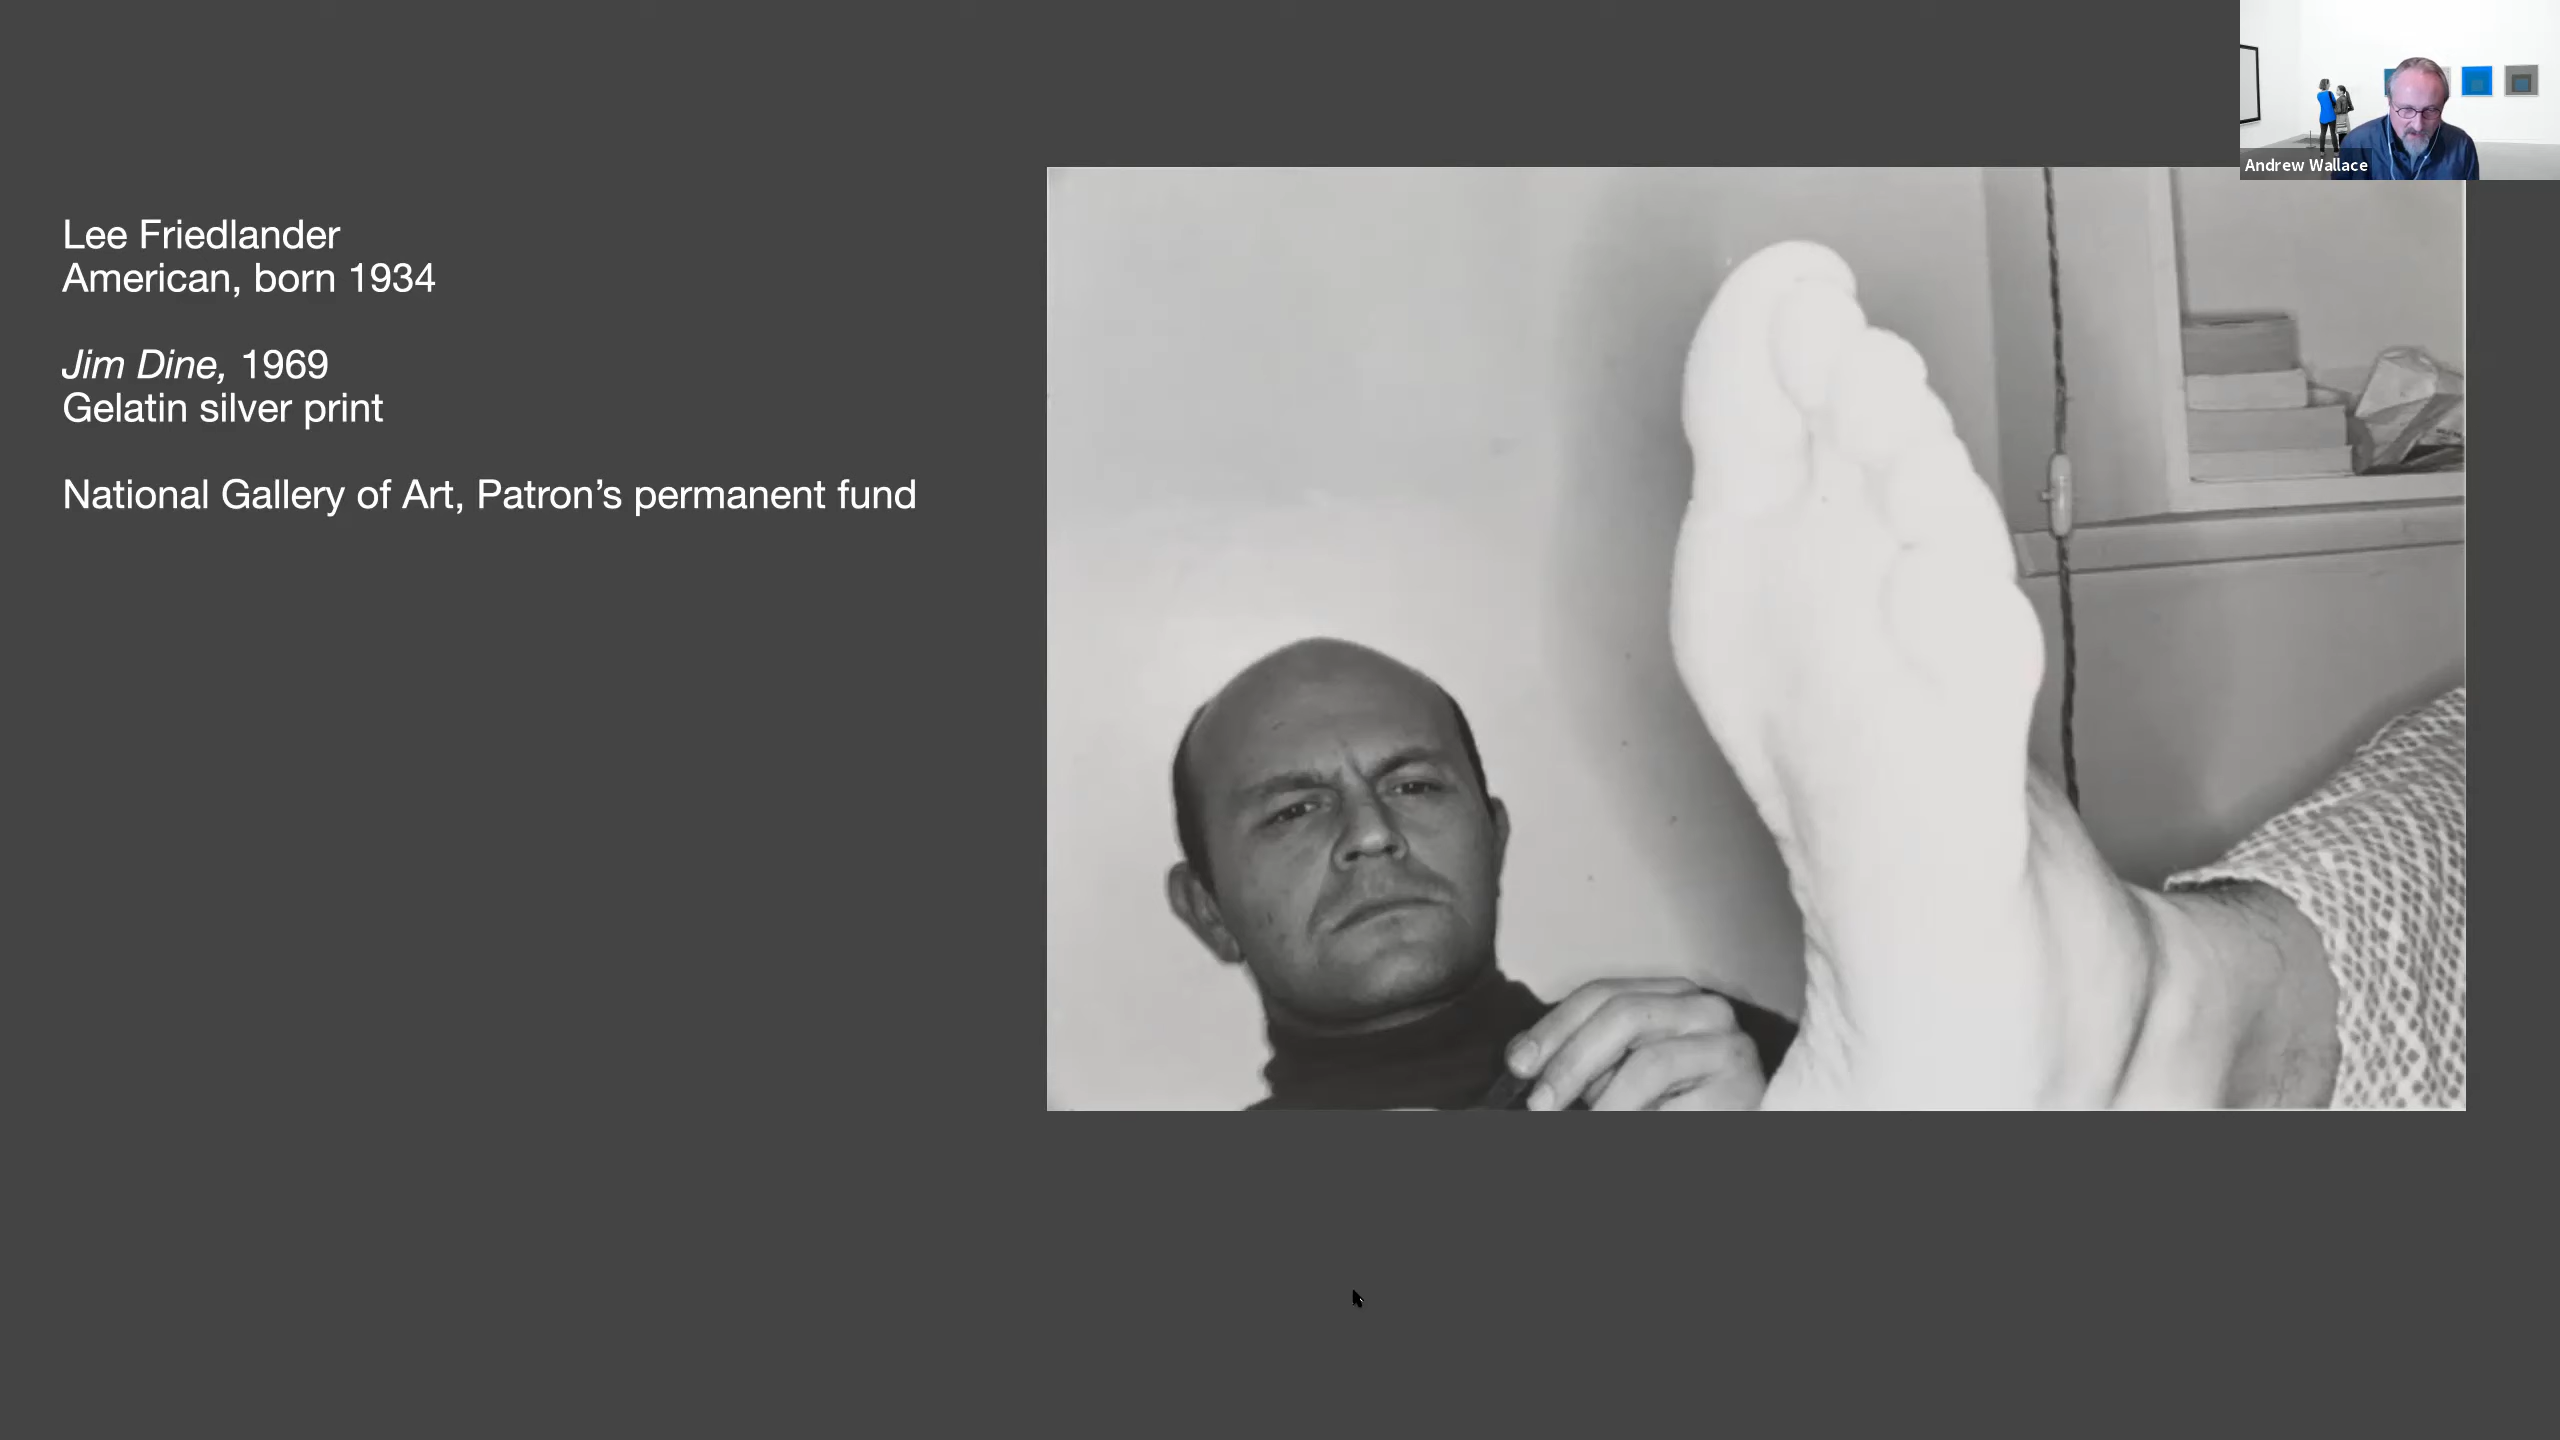 Lee Friedlander
American, born 1934
Jim Dine, 1969
Gelatin silver print
National Gallery of Art, Patron’s permanent fund
Andrew Wallace